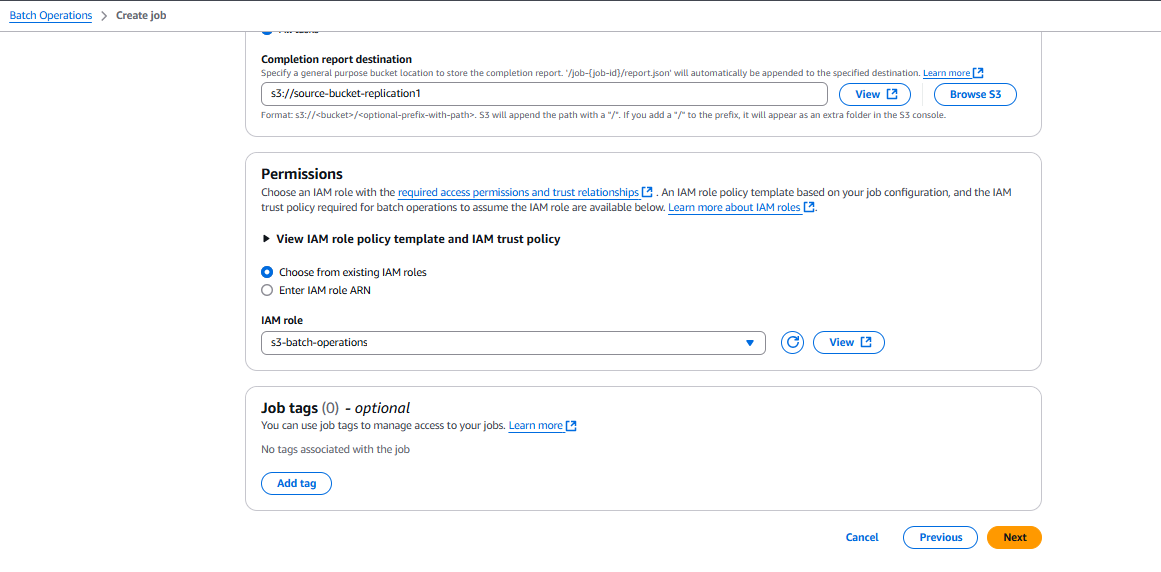 Batch Operations > Create job
Completion report destination
Specify a general purpose bucket location to store the completion report. '/job-{job-id}/report.json' will automatically be appended to the specified destination. Learn more
s3://source-bucket-replication1
View
Browse S3
Format: s3://<bucket>/<optional-prefix-with-path>. S3 will append the path with a "/". If you add a "/" to the prefix, it will appear as an extra folder in the S3 console.
Permissions
Choose an IAM role with the required access permissions and trust relationships . An IAM role policy template based on your job configuration, and the IAM
trust policy required for batch operations to assume the IAM role are available below. Learn more about IAM roles .
View IAM role policy template and IAM trust policy
Choose from existing IAM roles
Enter IAM role ARN
IAM role
s3-batch-operations
View
Job tags (0) - optional
You can use job tags to manage access to your jobs. Learn more
No tags associated with the job
Add tag
Cancel
Previous
Next